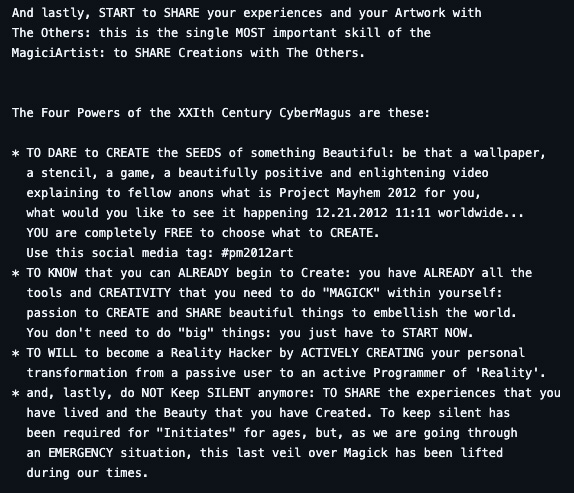 And lastly, START to SHARE your experiences and your Artwork with
The Others: this is the single MOST important skill of the
MagiciArtist: to SHARE Creations with The Others.
The Four Powers of the XXIth Century CyberMagus are these:
* TO DARE to CREATE the SEEDS of something Beautiful: be that a wallpaper,
a stencil, a game, a beautifully positive and enlightening video
explaining to fellow anons what is Project Mayhem 2012 for you,
what would you like to see it happening 12.21.2012 11:11 worldwide...
YOU are completely FREE to choose what to CREATE.
Use this social media tag: #pm2012art
* TO KNOW that you can ALREADY begin to Create: you have ALREADY all the
tools and CREATIVITY that you need to do "MAGICK" within yourself:
passion to CREATE and SHARE beautiful things to embellish the world.
You don't need to do "big" things: you just have to START NOW.
* TO WILL to become a Reality Hacker by ACTIVELY CREATING your personal
transformation from a passive user to an active Programmer of 'Reality'.
* and, lastly, do NOT Keep SILENT anymore: TO SHARE the experiences that you
have lived and the Beauty that you have Created. To keep silent has
been required for "Initiates" for ages, but, as we are going through
an EMERGENCY situation, this last veil over Magick has been lifted
during our times.